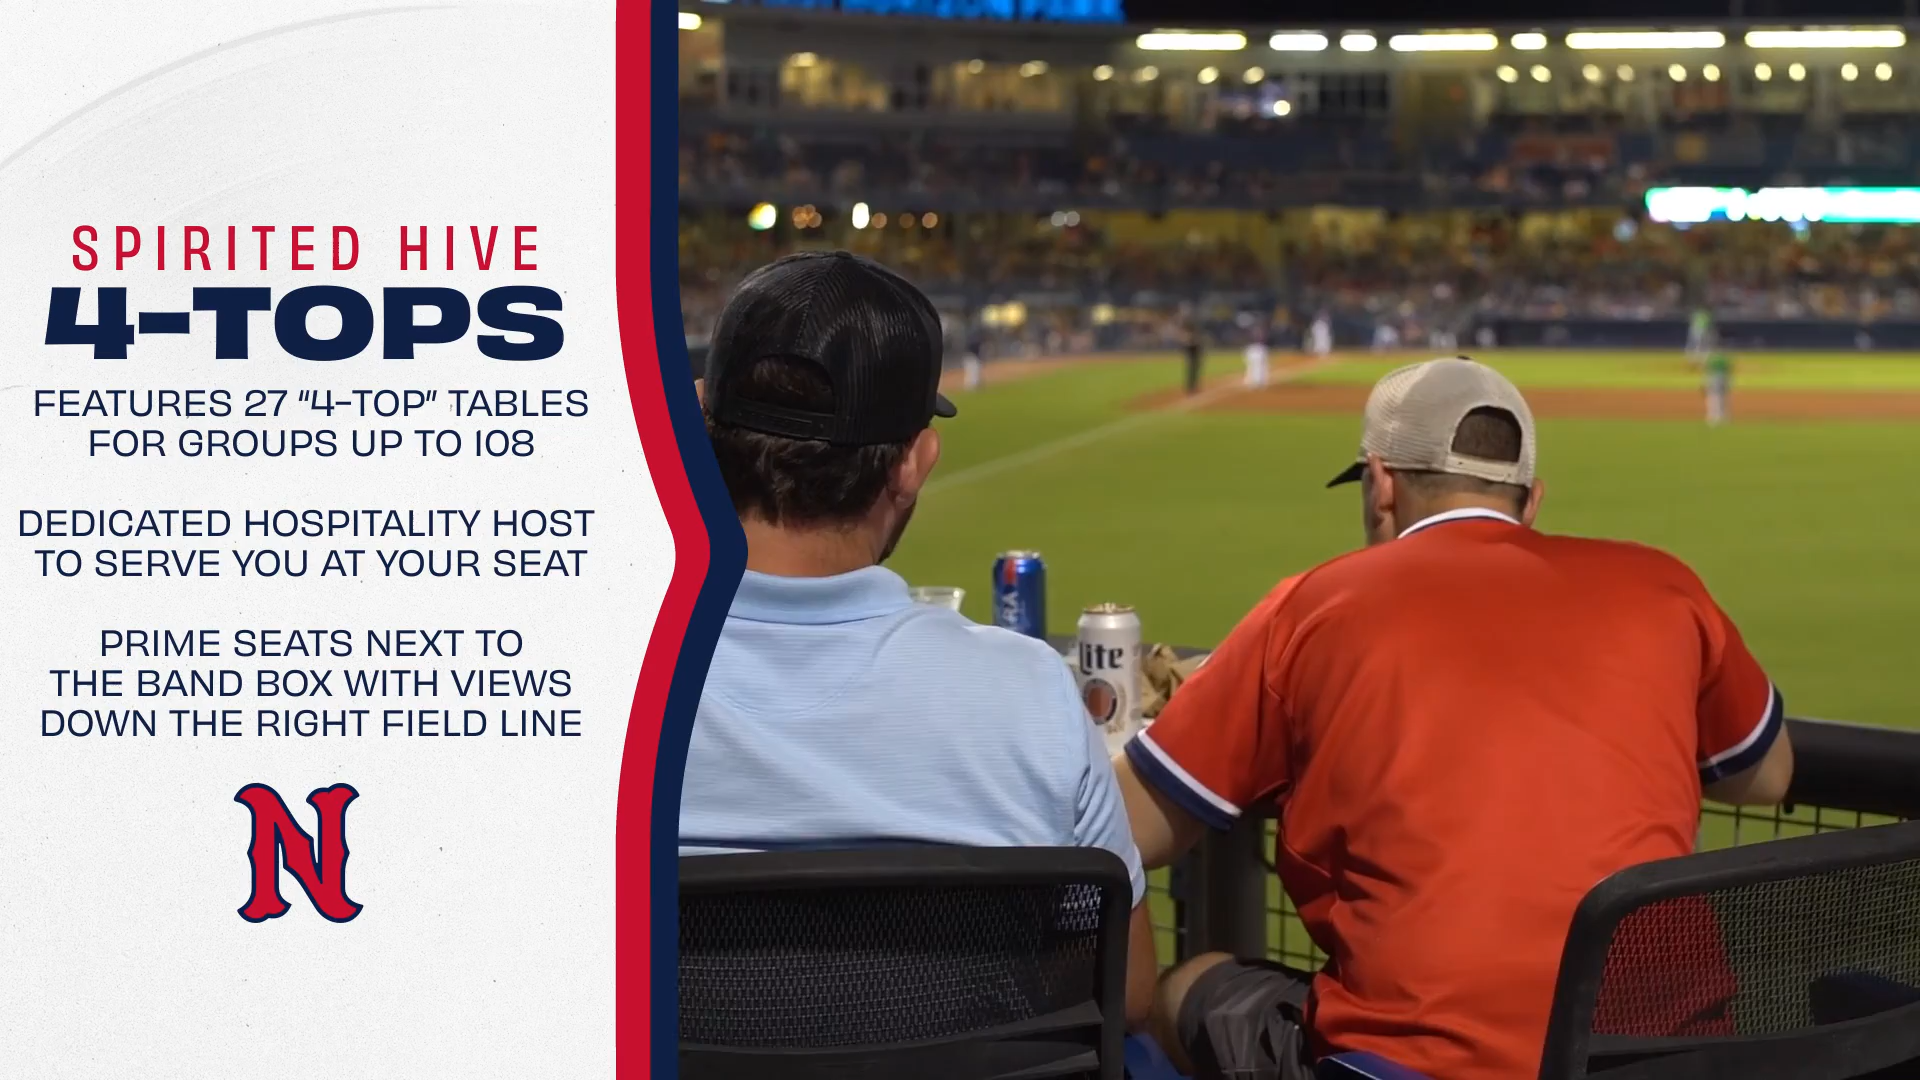 SPIRITED HIVE
4-TOPS
FEATURES 27 "4-TOP" TABLES
FOR GROUPS UP TO 108
DEDICATED HOSPITALITY HOST
TO SERVE YOU AT YOUR SEAT
PRIME SEATS NEXT TO
THE BAND BOX WITH VIEWS
DOWN THE RIGHT FIELD LINE
N
HORIZON PARK
lite